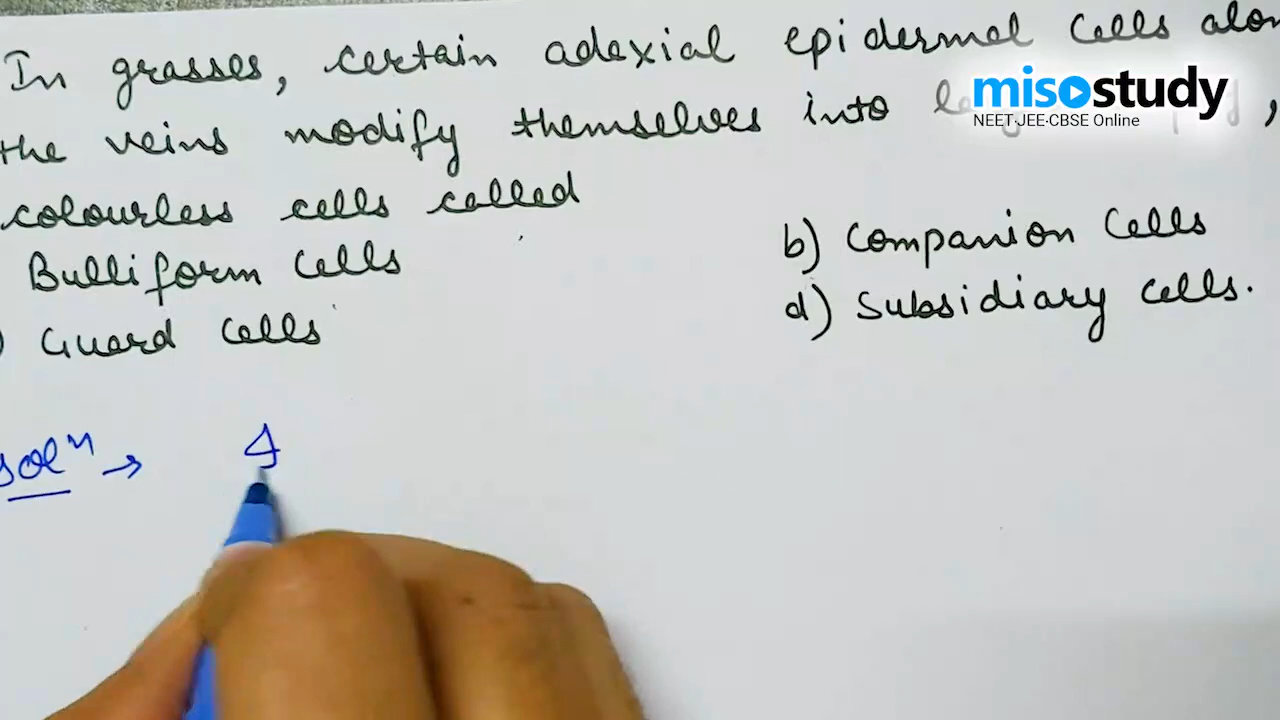 In grasses, certain adaxial epidermal cells
misostudy
NEET-JEE-CBSE Online
the veins modify themselves into
colourless cells called
Bulliform cells
b) Companion cells
) Guard cells
d) Subsidiary cells.
solⁿ →